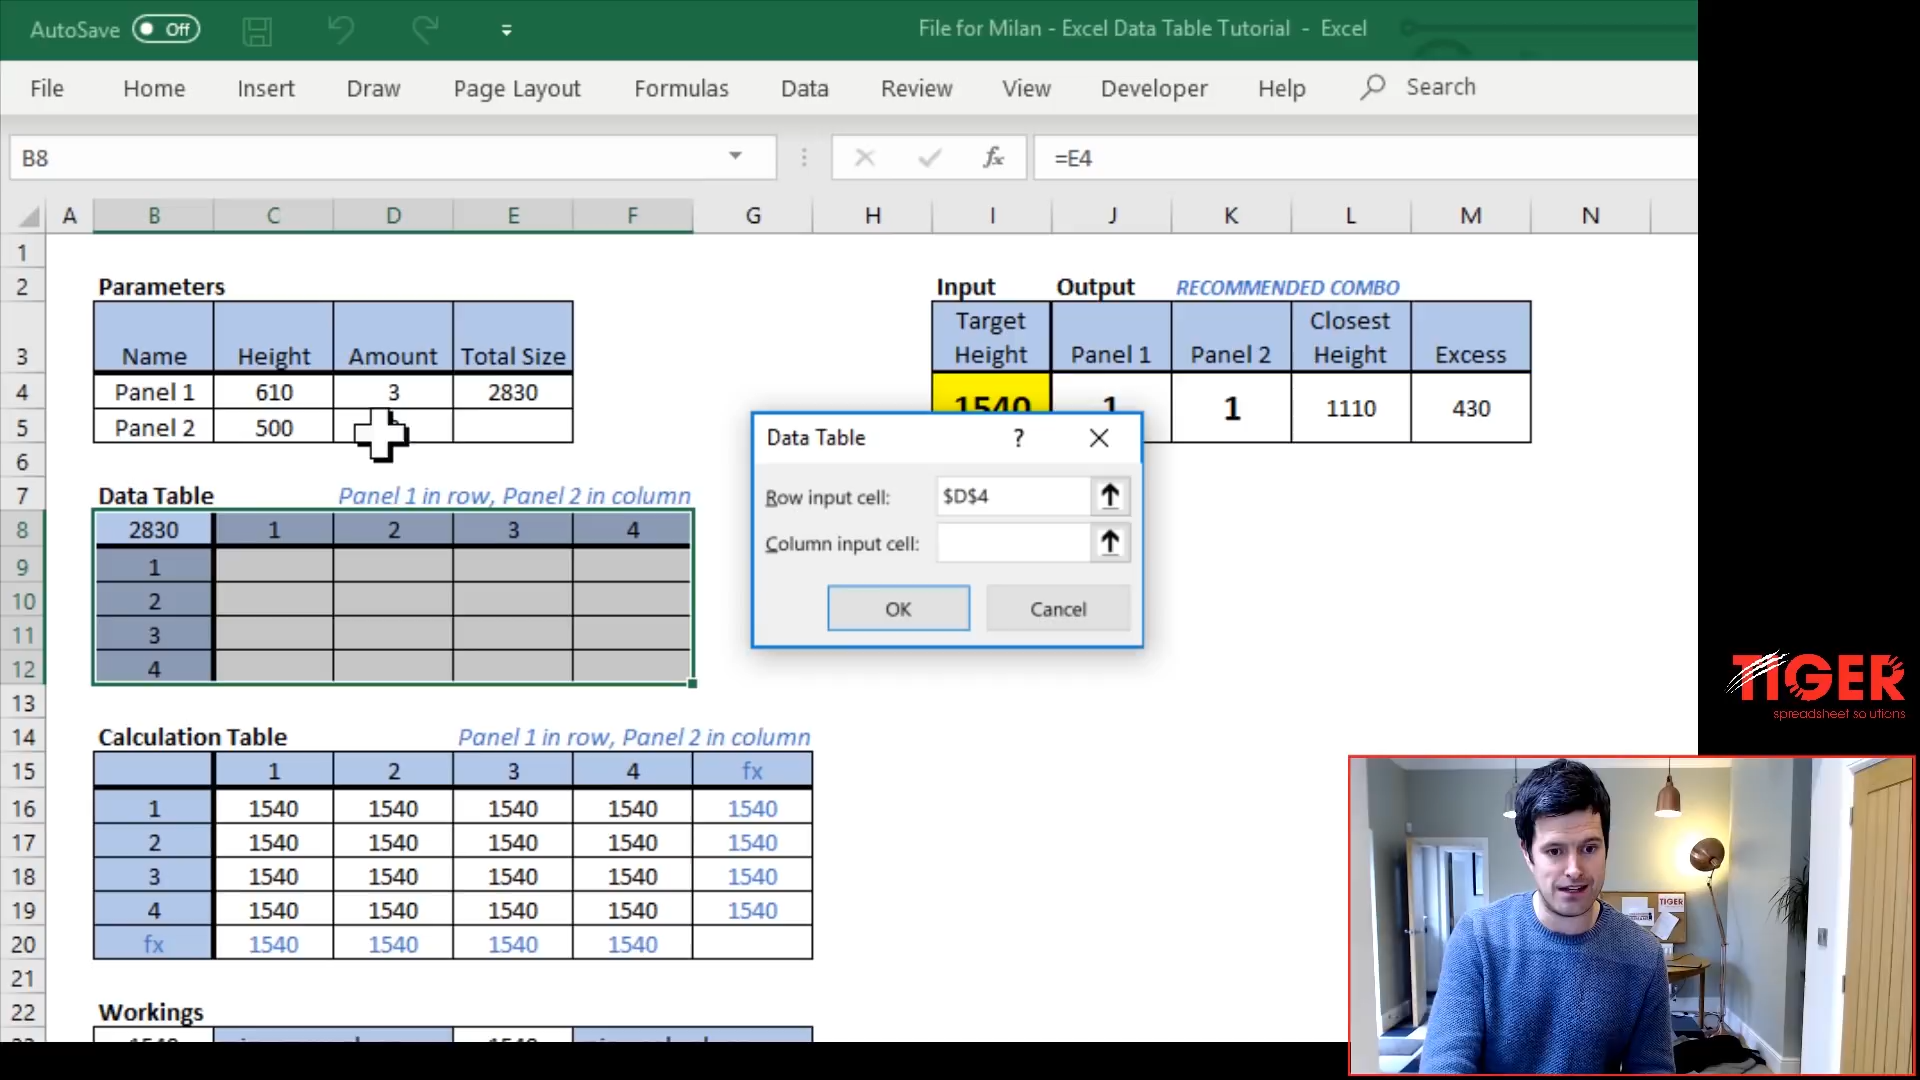 AutoSave Off File for Milan - Excel Data Table Tutorial - Excel
File Home Insert Draw Page Layout Formulas Data Review View Developer Help Search
B8 fx =E4
A B C D E F G H I J K L M N
1
2 Parameters Input Output RECOMMENDED COMBO
3 Name Height Amount Total Size Target Height Panel 1 Panel 2 Closest Height Excess
4 Panel 1 610 3 2830 1540 1 1 1110 430
5 Panel 2 500
6
7 Data Table Panel 1 in row, Panel 2 in column
8 2830 1 2 3 4
9 1
10 2
11 3
12 4
Data Table ?
Row input cell: $D$4
Column input cell:
OK Cancel
13
14 Calculation Table Panel 1 in row, Panel 2 in column
15 1 2 3 4 fx
16 1 1540 1540 1540 1540 1540
17 2 1540 1540 1540 1540 1540
18 3 1540 1540 1540 1540 1540
19 4 1540 1540 1540 1540 1540
20 fx 1540 1540 1540 1540
21
22 Workings
TIGER
spreadsheet solutions
TIGER